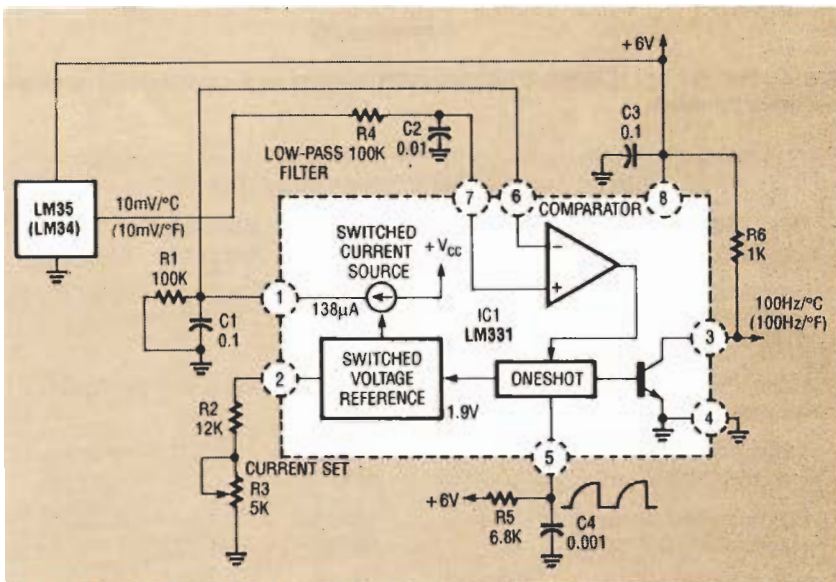 +6V
C3
0.1
R4
100K
C2
0.01
LOW-PASS
FILTER
LM35
(LM34)
10mV/°C
(10mV/°F)
7
6
COMPARATOR
8
SWITCHED
CURRENT
SOURCE
+VCC
R6
1K
R1
100K
−
+
100Hz/°C
(100Hz/°F)
1
138µA
IC1
LM331
3
C1
0.1
2
SWITCHED
VOLTAGE
REFERENCE
ONESHOT
1.9V
4
R2
12K
5
CURRENT SET
R3
5K
+6V
R5
6.8K
C4
0.001